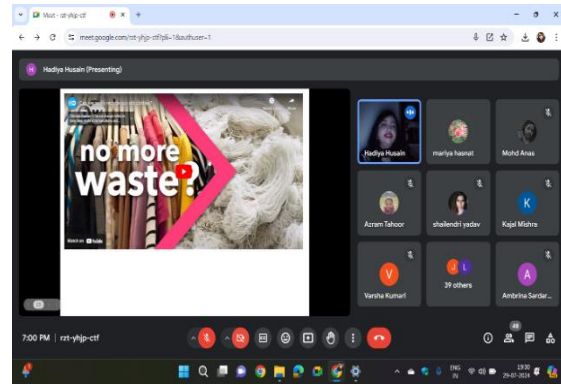 Meet - rzt-yhjp-ctf
meet.google.com/rzt-yhjp-ctf?pli=1&authuser=1
H Hadiya Husain (Presenting)
no more
waste?
Watch on YouTube
Hadiya Husain
mariya hasnat
Mohd Anas
Azram Tahoor
shailendri yadav
K
Kajal Mishra
V
Varsha Kumari
J L
39 others
A
Ambrina Sardar...
7:00 PM | rzt-yhjp-ctf
48
ENG
IN
19:00
29-07-2024